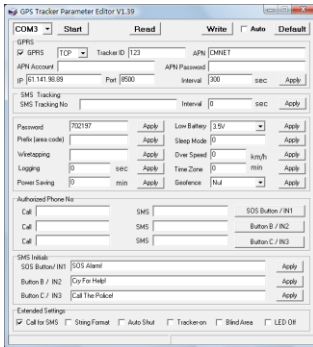 GPS Tracker Parameter Editor V1.39
COM3 Start Read Write Auto Default
GPRS
GPRS TCP Tracker ID 123 APN CMNET
APN Account APN Password
IP 61.141.98.89 Port 8500 Interval 300 sec Apply
SMS Tracking
SMS Tracking No Interval 0 sec Apply
Password 702197 Apply Low Battery 3.5V Apply
Prefix (area code) Apply Sleep Mode 0 Apply
Wiretapping Apply Over Speed 0 km/h Apply
Logging 0 sec Apply Time Zone 0 min Apply
Power Saving 0 min Apply Geofence Nul Apply
Authorized Phone No
Call SMS SOS Button / IN1
Call SMS Button B / IN2
Call SMS Button C / IN3
SMS Initials
SOS Button/ IN1 SOS Alarm! Apply
Button B / IN2 Cry For Help! Apply
Button C / IN3 Call The Police! Apply
Extended Settings
Call for SMS String Format Auto Shut Tracker-on Blind Area LED Off